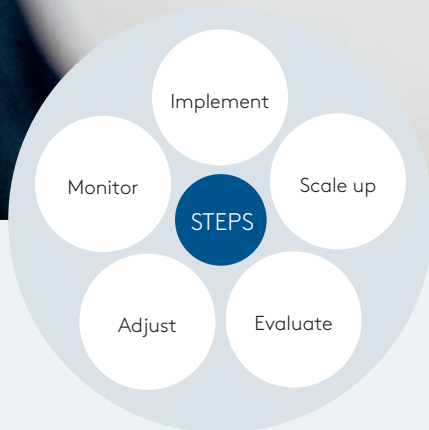 Implement
Monitor
Scale up
STEPS
Adjust
Evaluate